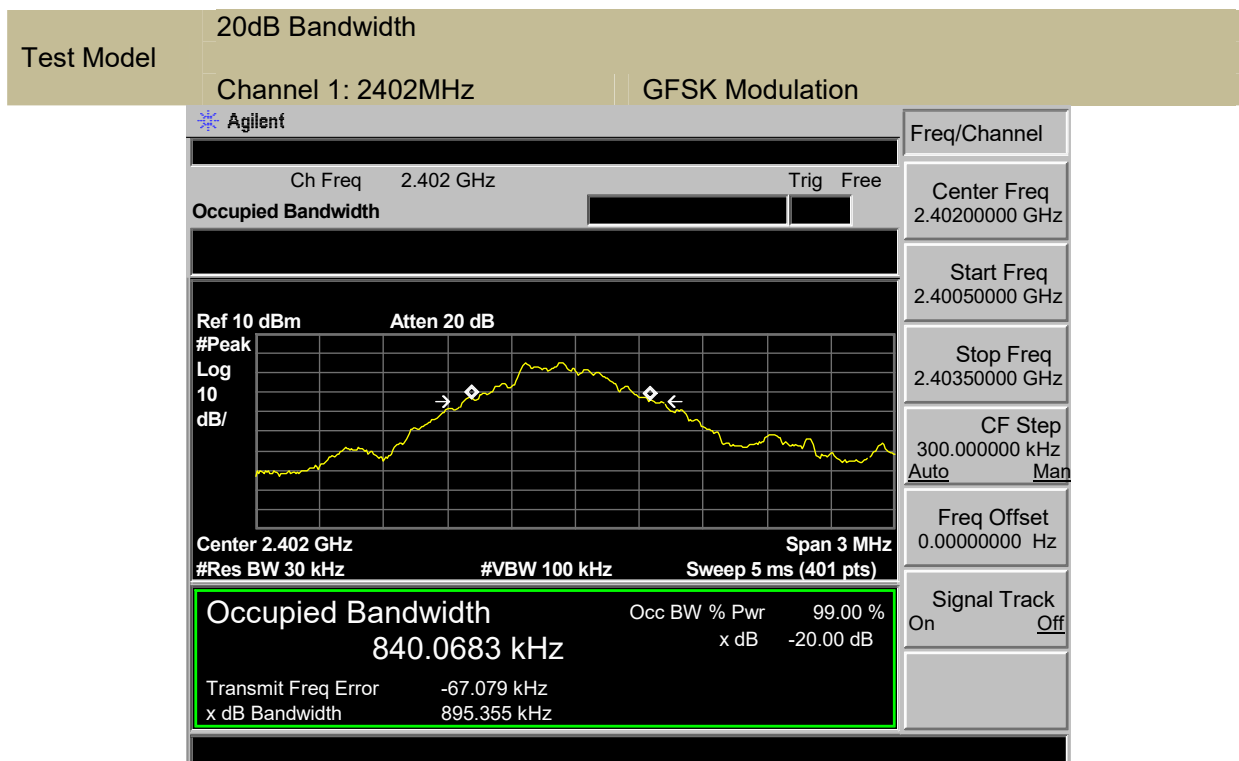 Test Model
20dB Bandwidth
Channel 1: 2402MHz GFSK Modulation
Agilent
Freq/Channel
Ch Freq 2.402 GHz Trig Free
Occupied Bandwidth
Center Freq
2.40200000 GHz
Start Freq
2.40050000 GHz
Stop Freq
2.40350000 GHz
CF Step
300.000000 kHz
Auto Man
Freq Offset
0.00000000 Hz
Signal Track
On Off
Ref 10 dBm Atten 20 dB
#Peak
Log
10
dB/
Center 2.402 GHz Span 3 MHz
#Res BW 30 kHz #VBW 100 kHz Sweep 5 ms (401 pts)
Occupied Bandwidth Occ BW % Pwr 99.00 %
840.0683 kHz x dB -20.00 dB
Transmit Freq Error -67.079 kHz
x dB Bandwidth 895.355 kHz